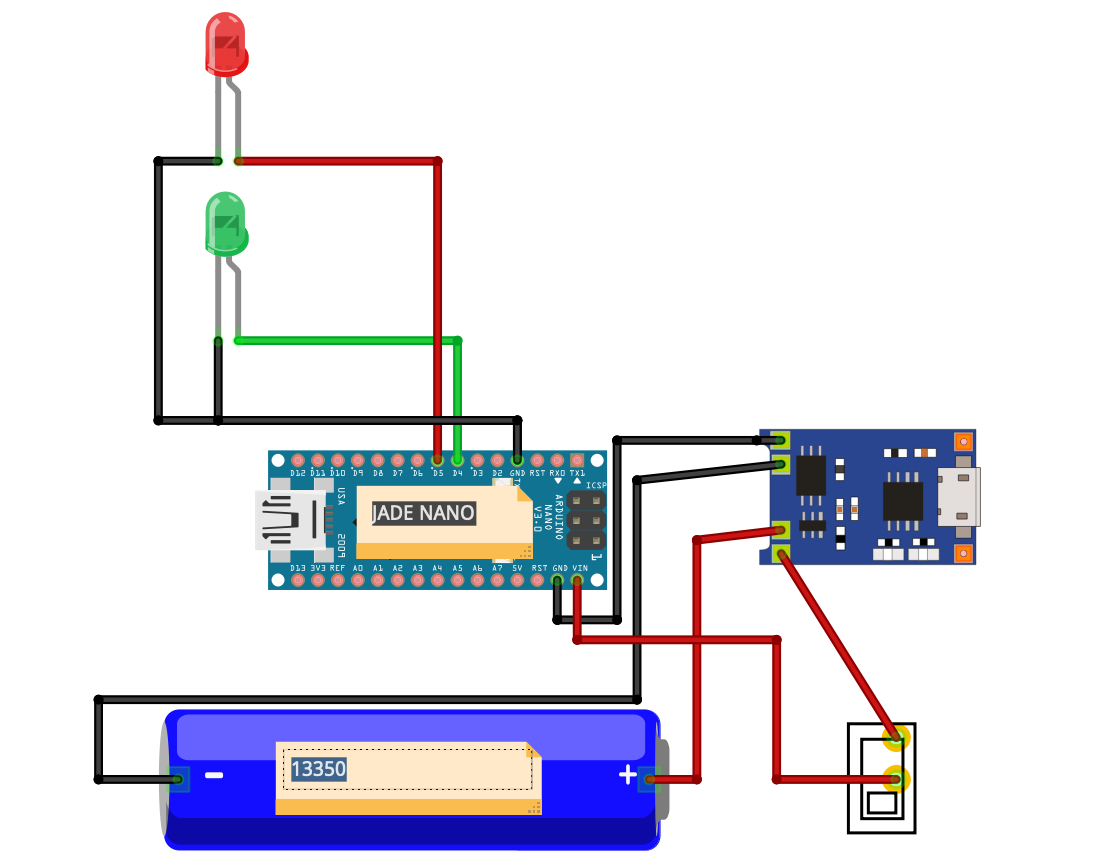 D12 D11 D10 D9 D8 D7 D6 D5 D4 D3 D2 GND RST RX0 TX1
ICSP
USA
JADE NANO
ARDUINO
NANO
V3.0
1
D13 3V3 REF A0 A1 A2 A3 A4 A5 A6 A7 5V RST GND VIN
- +
13350